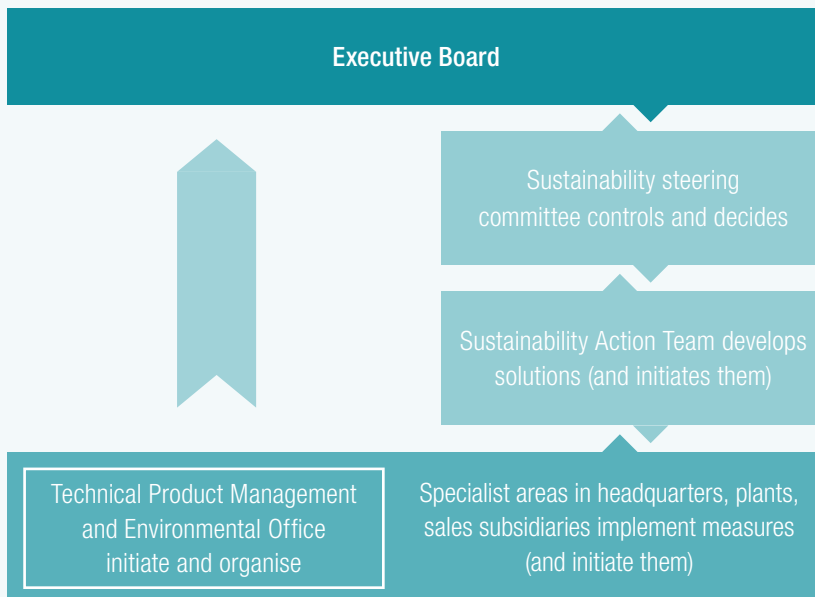 Executive Board
Sustainability steering
committee controls and decides
Sustainability Action Team develops
solutions (and initiates them)
Technical Product Management
and Environmental Office
initiate and organise
Specialist areas in headquarters, plants,
sales subsidiaries implement measures
(and initiate them)